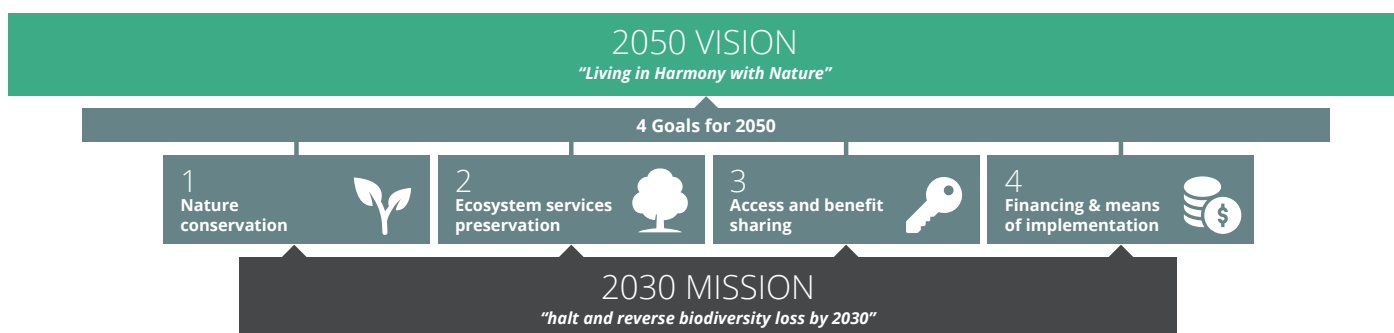 2050 VISION
“Living in Harmony with Nature”
4 Goals for 2050
1
Nature
conservation
2
Ecosystem services
preservation
3
Access and benefit
sharing
4
Financing & means
of implementation
$
2030 MISSION
“halt and reverse biodiversity loss by 2030”